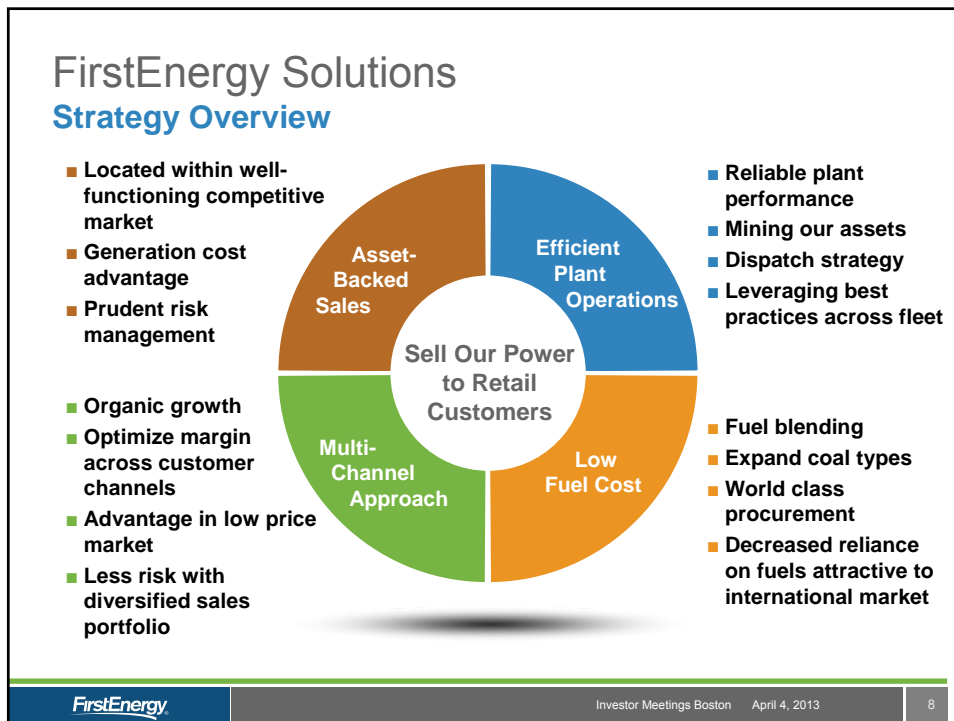 FirstEnergy Solutions
Strategy Overview
■ Located within well-
functioning competitive
market
■ Generation cost
advantage
■ Prudent risk
management
■ Organic growth
■ Optimize margin
across customer
channels
■ Advantage in low price
market
■ Less risk with
diversified sales
portfolio
Asset-
Backed
Sales
Efficient
Plant
Operations
Sell Our Power
to Retail
Customers
Multi-
Channel
Approach
Low
Fuel Cost
■ Reliable plant
performance
■ Mining our assets
■ Dispatch strategy
■ Leveraging best
practices across fleet
■ Fuel blending
■ Expand coal types
■ World class
procurement
■ Decreased reliance
on fuels attractive to
international market
FirstEnergy®
Investor Meetings Boston April 4, 2013 8